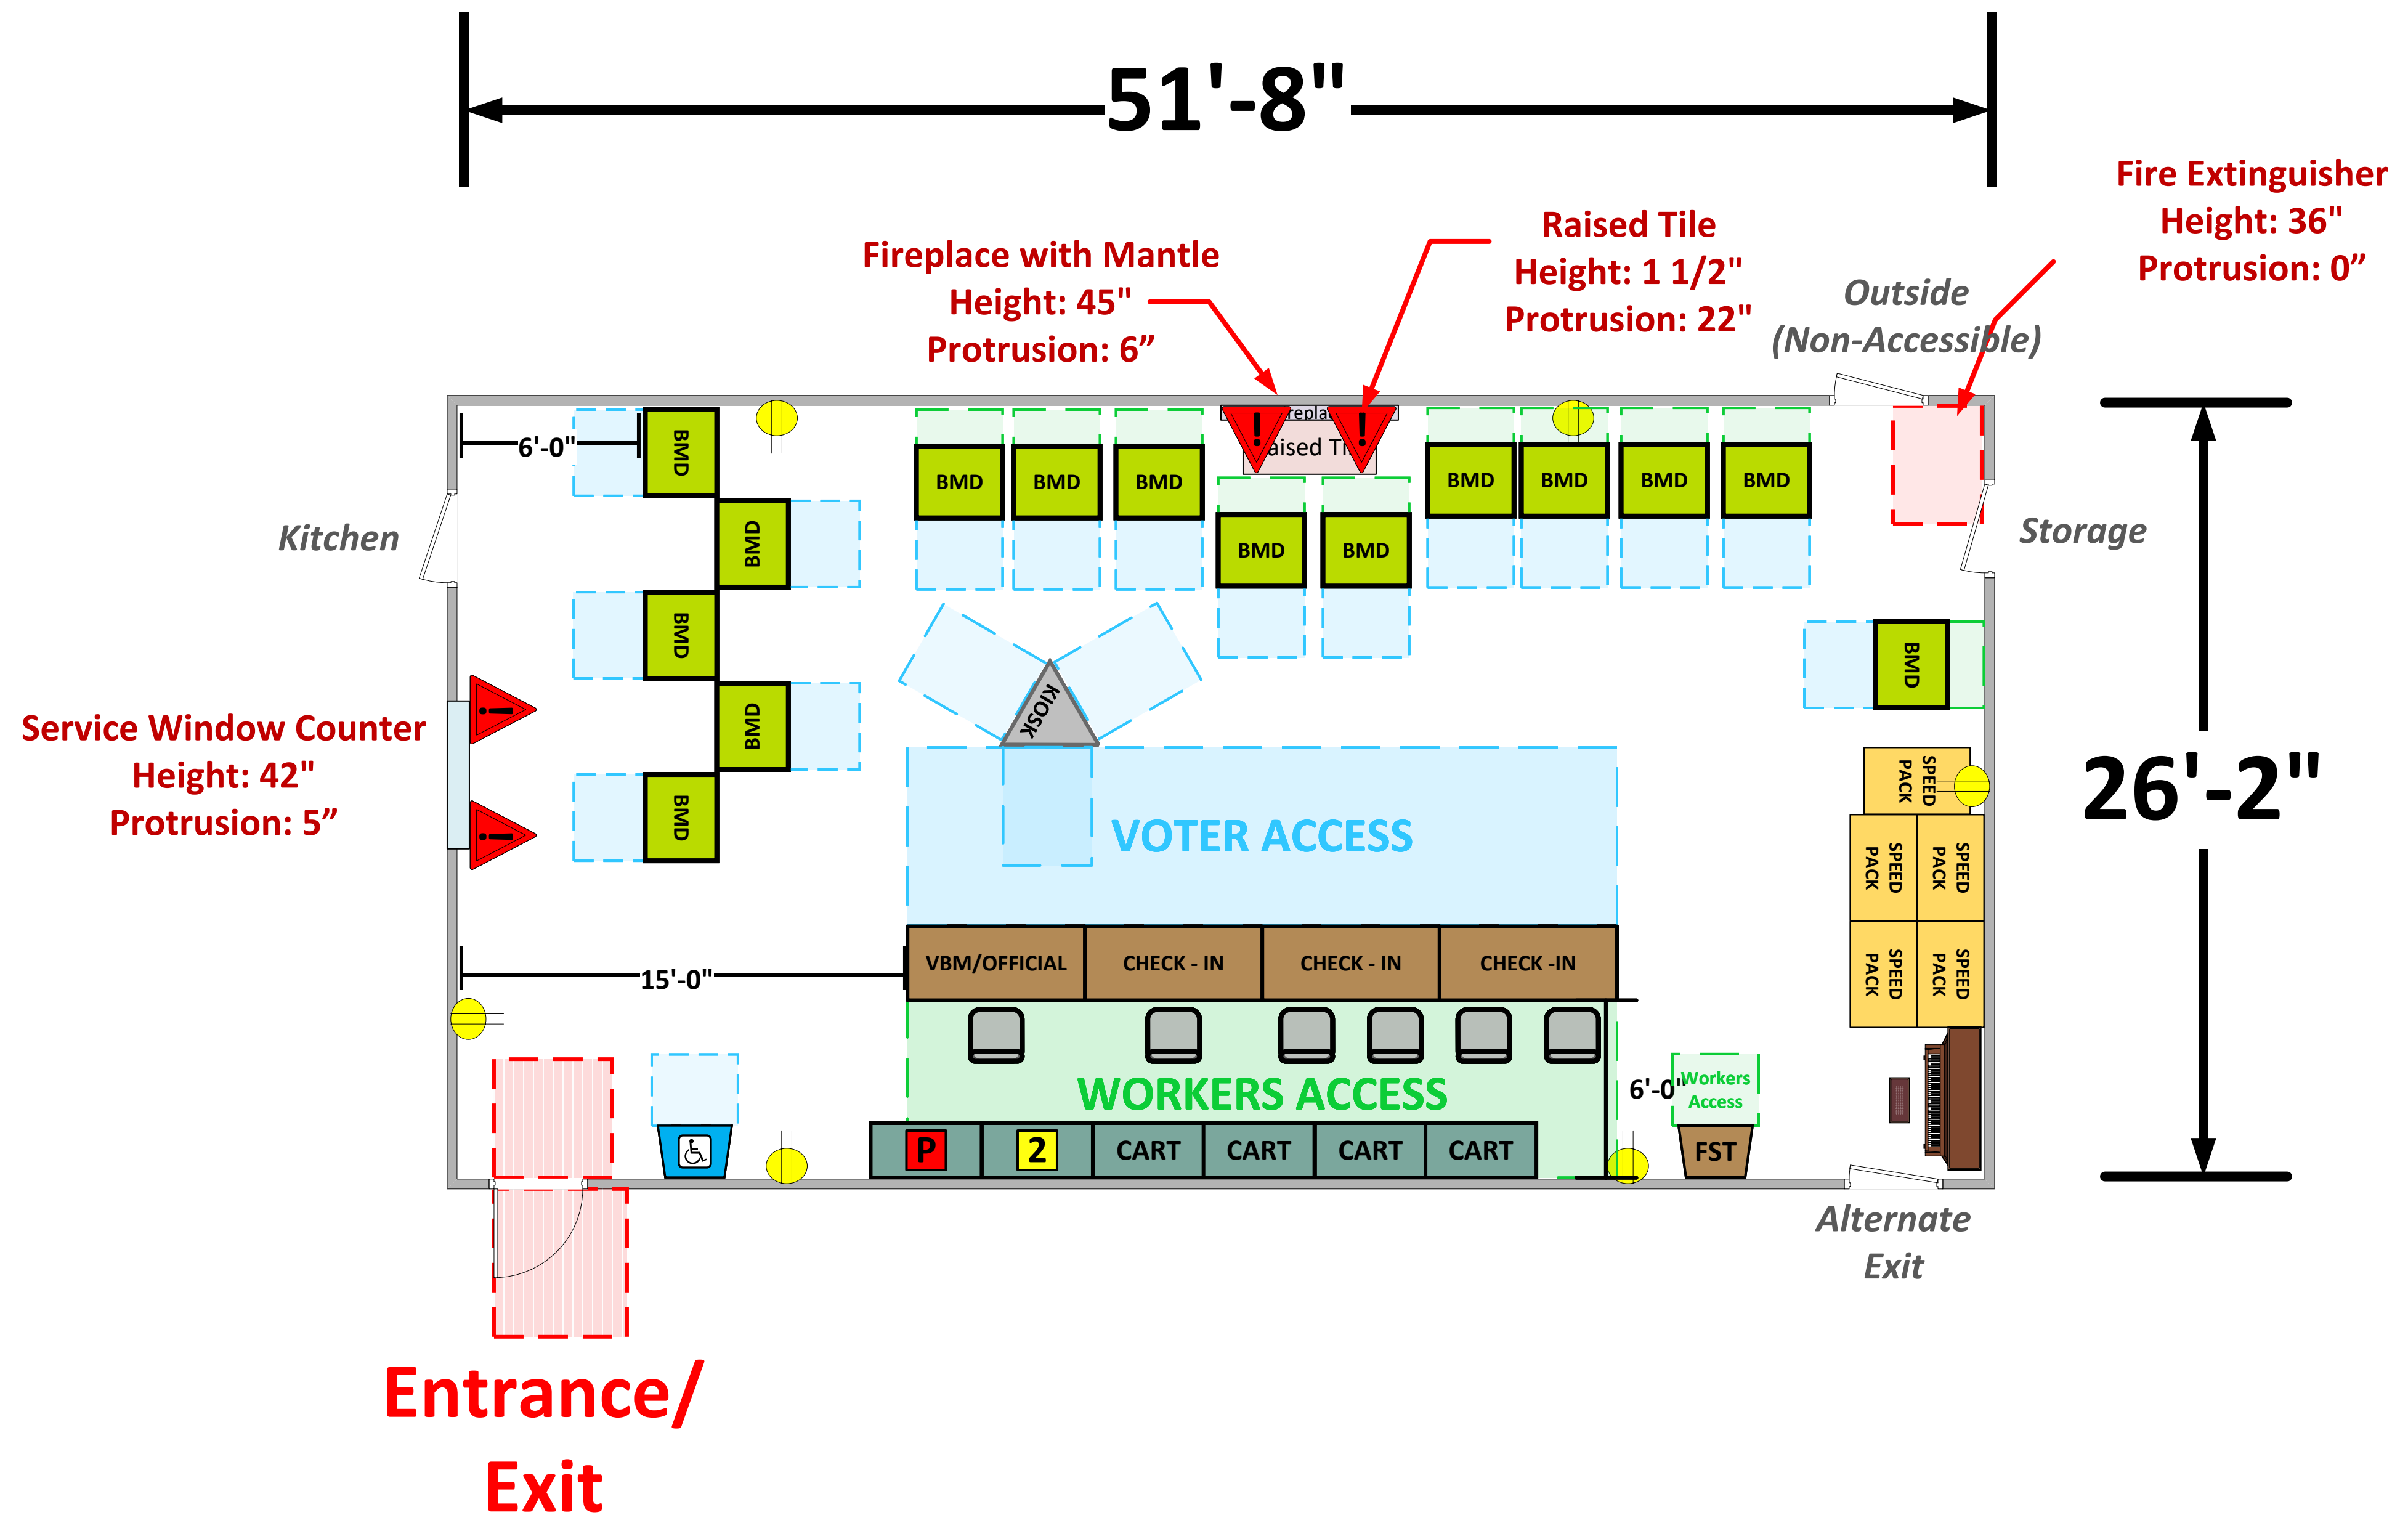 51'-8"
Fire Extinguisher
Height: 36"
Protrusion: 0”
Raised Tile
Height: 1 1/2"
Protrusion: 22"
Fireplace with Mantle
Height: 45"
Protrusion: 6”
Outside
(Non-Accessible)
6'-0"
BMD
BMD
BMD
BMD
BMD
BMD
BMD
BMD
BMD
BMD
BMD
BMD
BMD
BMD
Kitchen
Storage
BMD
KIOSK
Service Window Counter
Height: 42"
Protrusion: 5”
26'-2"
SPEED
PACK
SPEED
PACK
SPEED
PACK
SPEED
PACK
SPEED
PACK
VOTER ACCESS
15'-0"
VBM/OFFICIAL
CHECK - IN
CHECK - IN
CHECK -IN
WORKERS ACCESS
6'-0"
Workers
Access
P
2
CART
CART
CART
CART
FST
Alternate
Exit
Entrance/
Exit